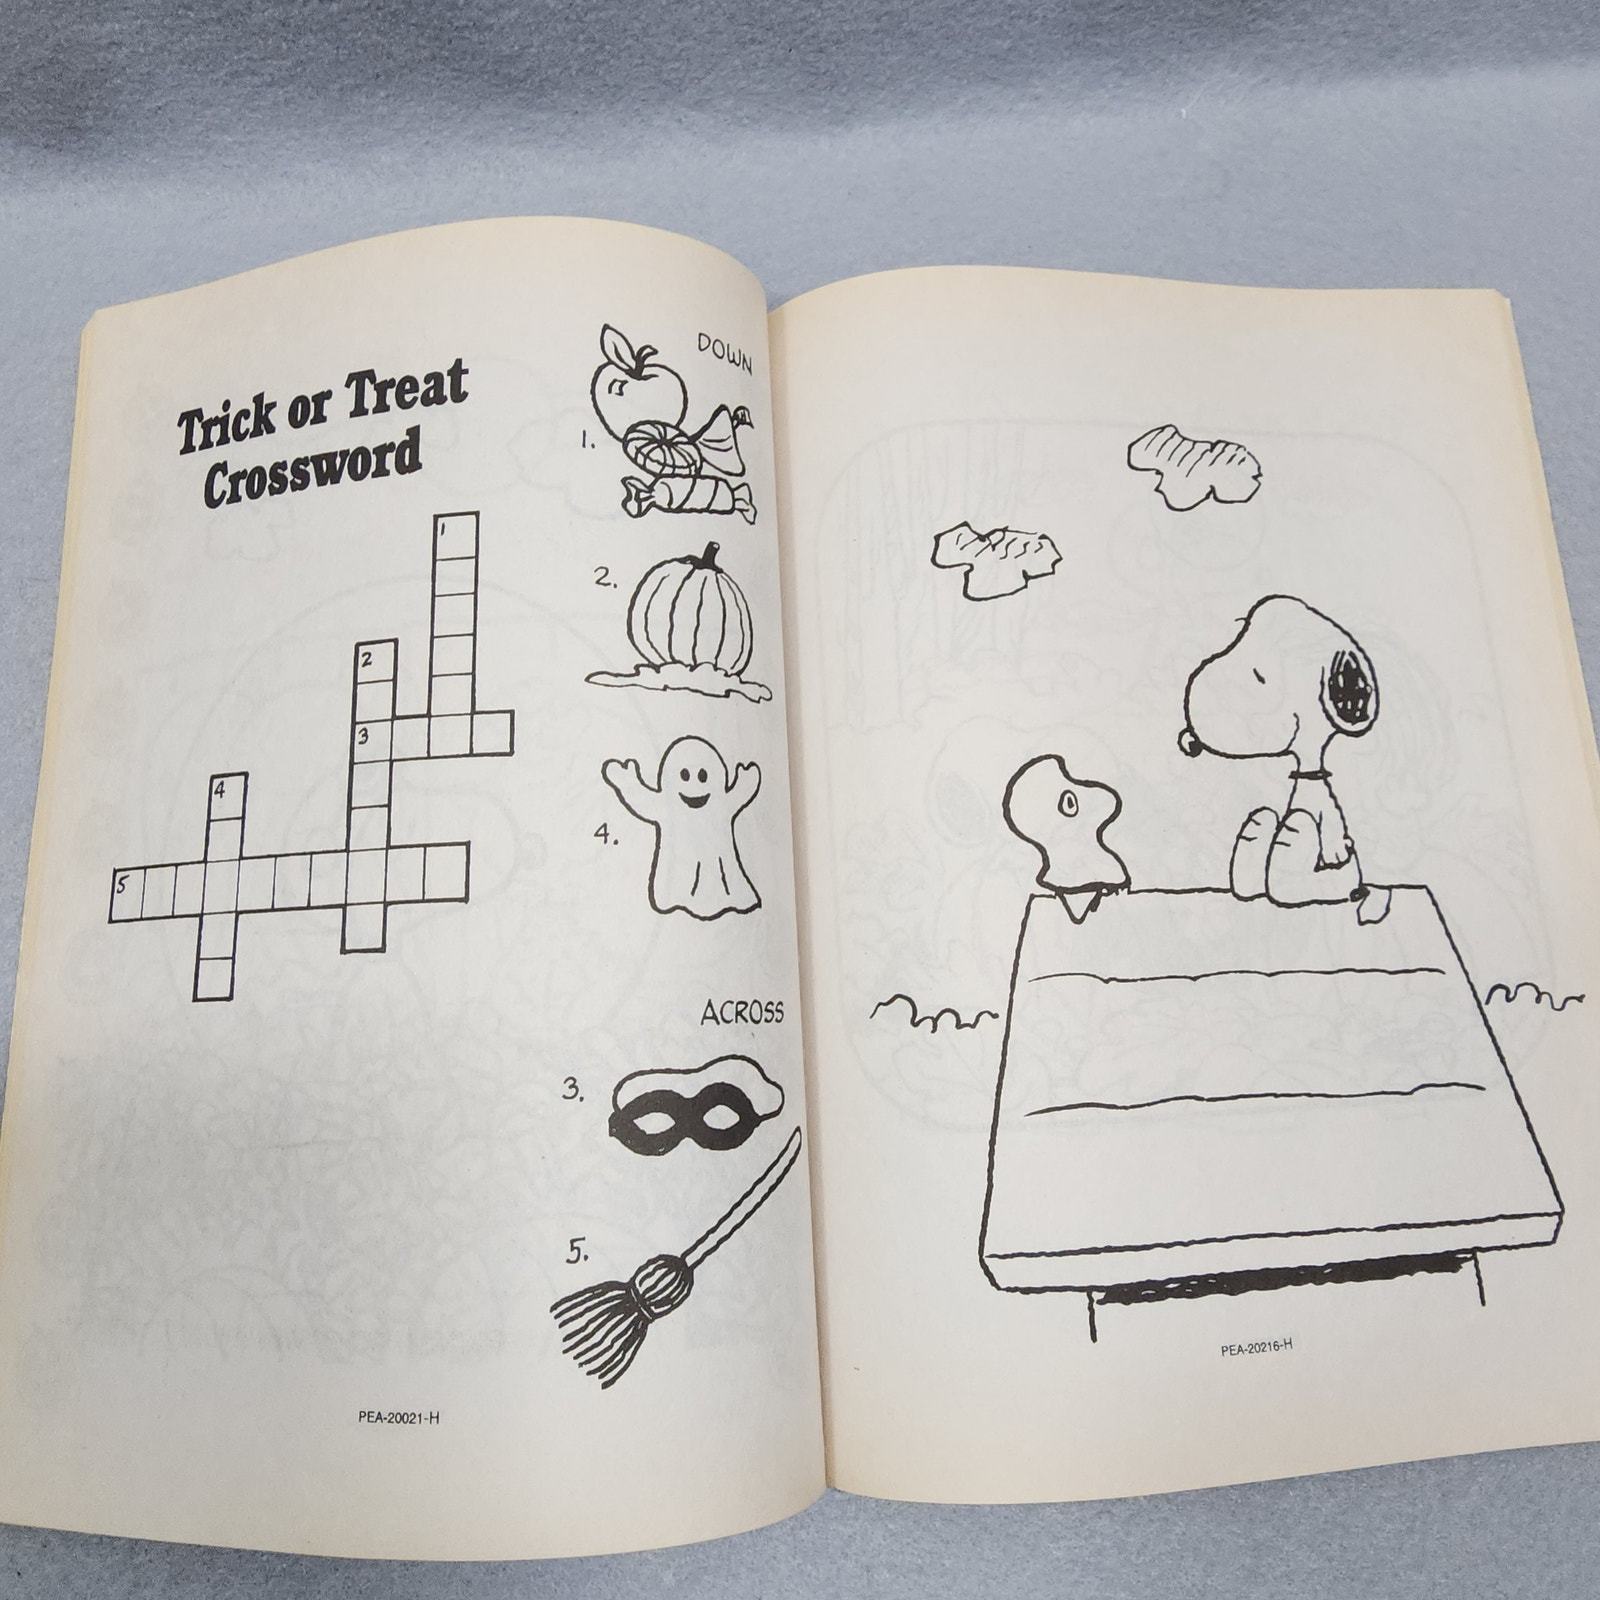 Trick or Treat
Crossword
1
2
3
4
5
DOWN
1.
2.
4.
ACROSS
3.
5.
PEA-20021-H
PEA-20216-H